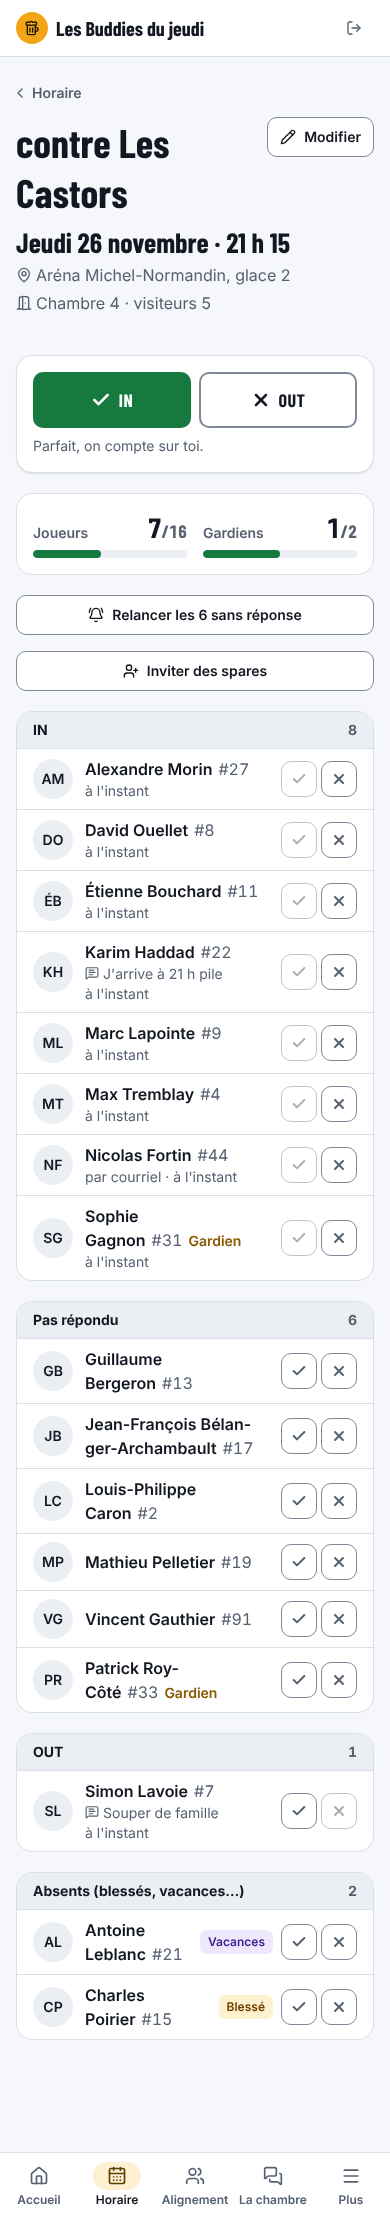 Les Buddies du jeudi
Horaire
contre Les
Castors
Modifier
Jeudi 26 novembre · 21 h 15
Aréna Michel-Normandin, glace 2
Chambre 4 · visiteurs 5
IN
OUT
Parfait, on compte sur toi.
Joueurs 7/16
Gardiens 1/2
Relancer les 6 sans réponse
Inviter des spares
IN 8
AM
Alexandre Morin #27
à l'instant
DO
David Ouellet #8
à l'instant
ÉB
Étienne Bouchard #11
à l'instant
KH
Karim Haddad #22
J'arrive à 21 h pile
à l'instant
ML
Marc Lapointe #9
à l'instant
MT
Max Tremblay #4
à l'instant
NF
Nicolas Fortin #44
par courriel · à l'instant
SG
Sophie
Gagnon #31 Gardien
à l'instant
Pas répondu 6
GB
Guillaume
Bergeron #13
JB
Jean-François Bélan-
ger-Archambault #17
LC
Louis-Philippe
Caron #2
MP
Mathieu Pelletier #19
VG
Vincent Gauthier #91
PR
Patrick Roy-
Côté #33 Gardien
OUT 1
SL
Simon Lavoie #7
Souper de famille
à l'instant
Absents (blessés, vacances...) 2
AL
Antoine
Leblanc #21
Vacances
CP
Charles
Poirier #15
Blessé
Accueil
Horaire
Alignement
La chambre
Plus